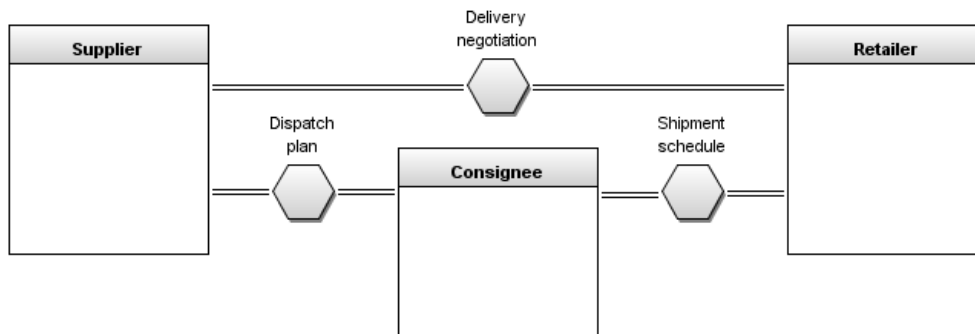 Delivery
negotiation
Supplier
Retailer
Dispatch
plan
Shipment
schedule
Consignee